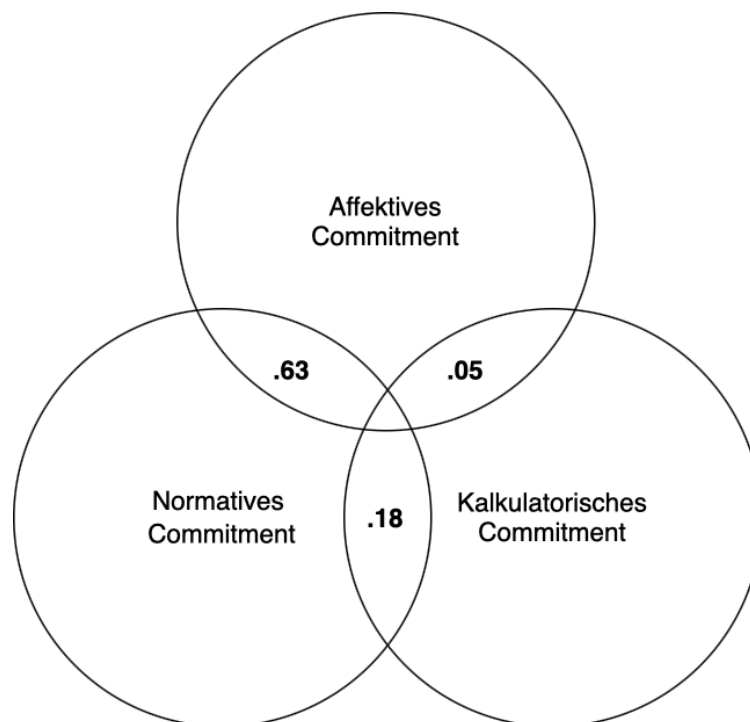 Affektives
Commitment
.63
.05
Normatives
Commitment
.18
Kalkulatorisches
Commitment